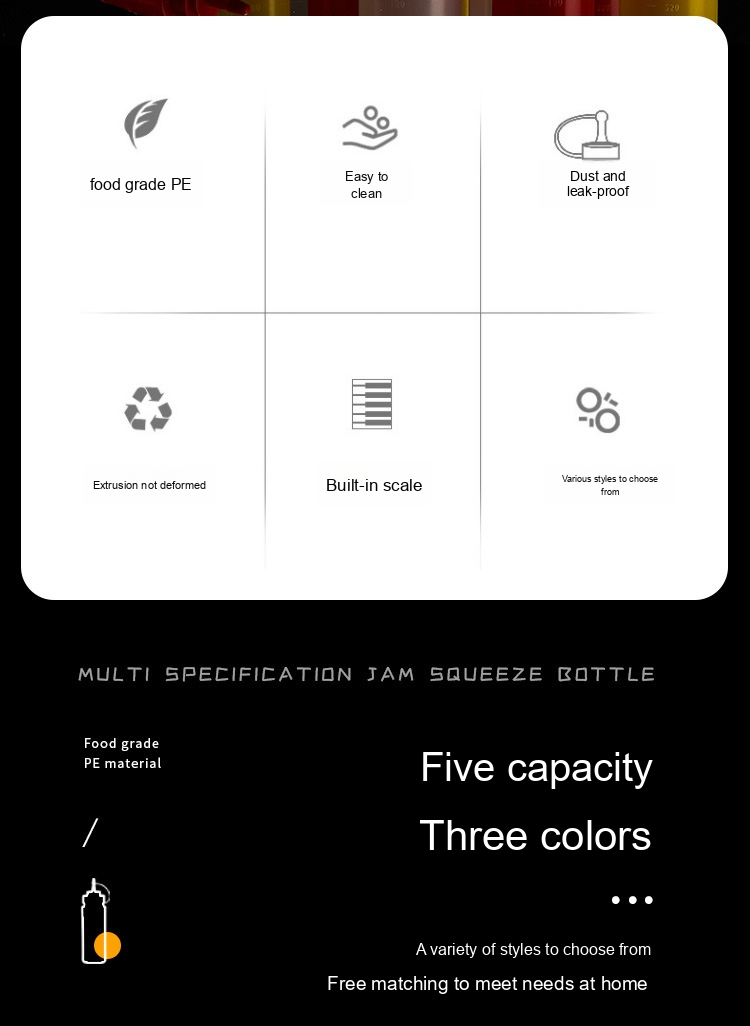 food grade PE
Easy to
clean
Dust and
leak-proof
Extrusion not deformed
Built-in scale
Various styles to choose
from
MULTI SPECIFICATION JAM SQUEEZE BOTTLE
Food grade
PE material
Five capacity
Three colors
/
•••
A variety of styles to choose from
Free matching to meet needs at home